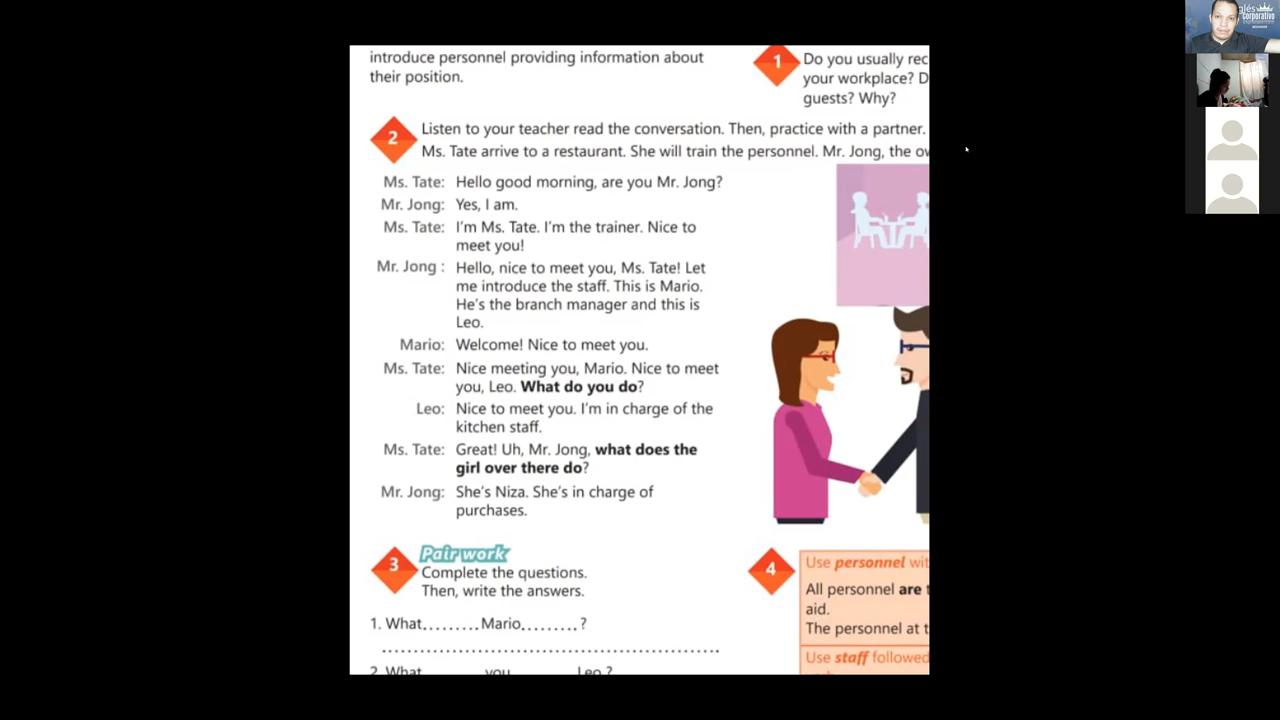 introduce personnel providing information about
their position.
1
Do you usually rec
your workplace? D
guests? Why?
2
Listen to your teacher read the conversation. Then, practice with a partner.
Ms. Tate arrive to a restaurant. She will train the personnel. Mr. Jong, the ow
Ms. Tate: Hello good morning, are you Mr. Jong?
Mr. Jong: Yes, I am.
Ms. Tate: I'm Ms. Tate. I'm the trainer. Nice to
meet you!
Mr. Jong : Hello, nice to meet you, Ms. Tate! Let
me introduce the staff. This is Mario.
He's the branch manager and this is
Leo.
Mario: Welcome! Nice to meet you.
Ms. Tate: Nice meeting you, Mario. Nice to meet
you, Leo. What do you do?
Leo: Nice to meet you. I'm in charge of the
kitchen staff.
Ms. Tate: Great! Uh, Mr. Jong, what does the
girl over there do?
Mr. Jong: She's Niza. She's in charge of
purchases.
3
Pair work
Complete the questions.
Then, write the answers.
1. What.........Mario.........?
2. What you Leo ?
4
Use personnel wit
All personnel are t
aid.
The personnel at t
Use staff followed
corporativo